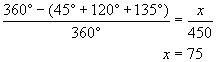 360° − (45° + 120° + 135°) / 360° = x / 450
x = 75